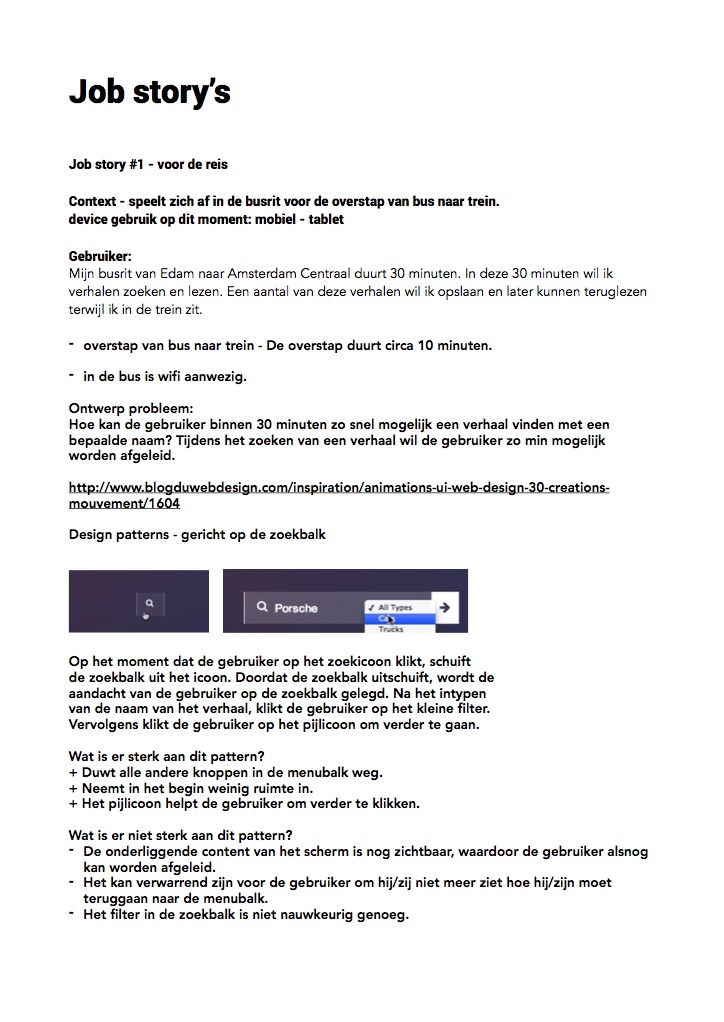 Job story's
Job story #1 - voor de reis
Context - speelt zich af in de busrit voor de overstap van bus naar trein.
device gebruik op dit moment: mobiel - tablet
Gebruiker:
Mijn busrit van Edam naar Amsterdam Centraal duurt 30 minuten. In deze 30 minuten wil ik
verhalen zoeken en lezen. Een aantal van deze verhalen wil ik opslaan en later kunnen teruglezen
terwijl ik in de trein zit.
- overstap van bus naar trein - De overstap duurt circa 10 minuten.
- in de bus is wifi aanwezig.
Ontwerp probleem:
Hoe kan de gebruiker binnen 30 minuten zo snel mogelijk een verhaal vinden met een
bepaalde naam? Tijdens het zoeken van een verhaal wil de gebruiker zo min mogelijk
worden afgeleid.
http://www.blogduwebdesign.com/inspiration/animations-ui-web-design-30-creations-
mouvement/1604
Design patterns - gericht op de zoekbalk
Porsche
✓ All Types
Trucks
Op het moment dat de gebruiker op het zoekicoon klikt, schuift
de zoekbalk uit het icoon. Doordat de zoekbalk uitschuift, wordt de
aandacht van de gebruiker op de zoekbalk gelegd. Na het intypen
van de naam van het verhaal, klikt de gebruiker op het kleine filter.
Vervolgens klikt de gebruiker op het pijlicoon om verder te gaan.
Wat is er sterk aan dit pattern?
+ Duwt alle andere knoppen in de menubalk weg.
+ Neemt in het begin weinig ruimte in.
+ Het pijlicoon helpt de gebruiker om verder te klikken.
Wat is er niet sterk aan dit pattern?
- De onderliggende content van het scherm is nog zichtbaar, waardoor de gebruiker alsnog
kan worden afgeleid.
- Het kan verwarrend zijn voor de gebruiker om hij/zij niet meer ziet hoe hij/zijn moet
teruggaan naar de menubalk.
- Het filter in de zoekbalk is niet nauwkeurig genoeg.